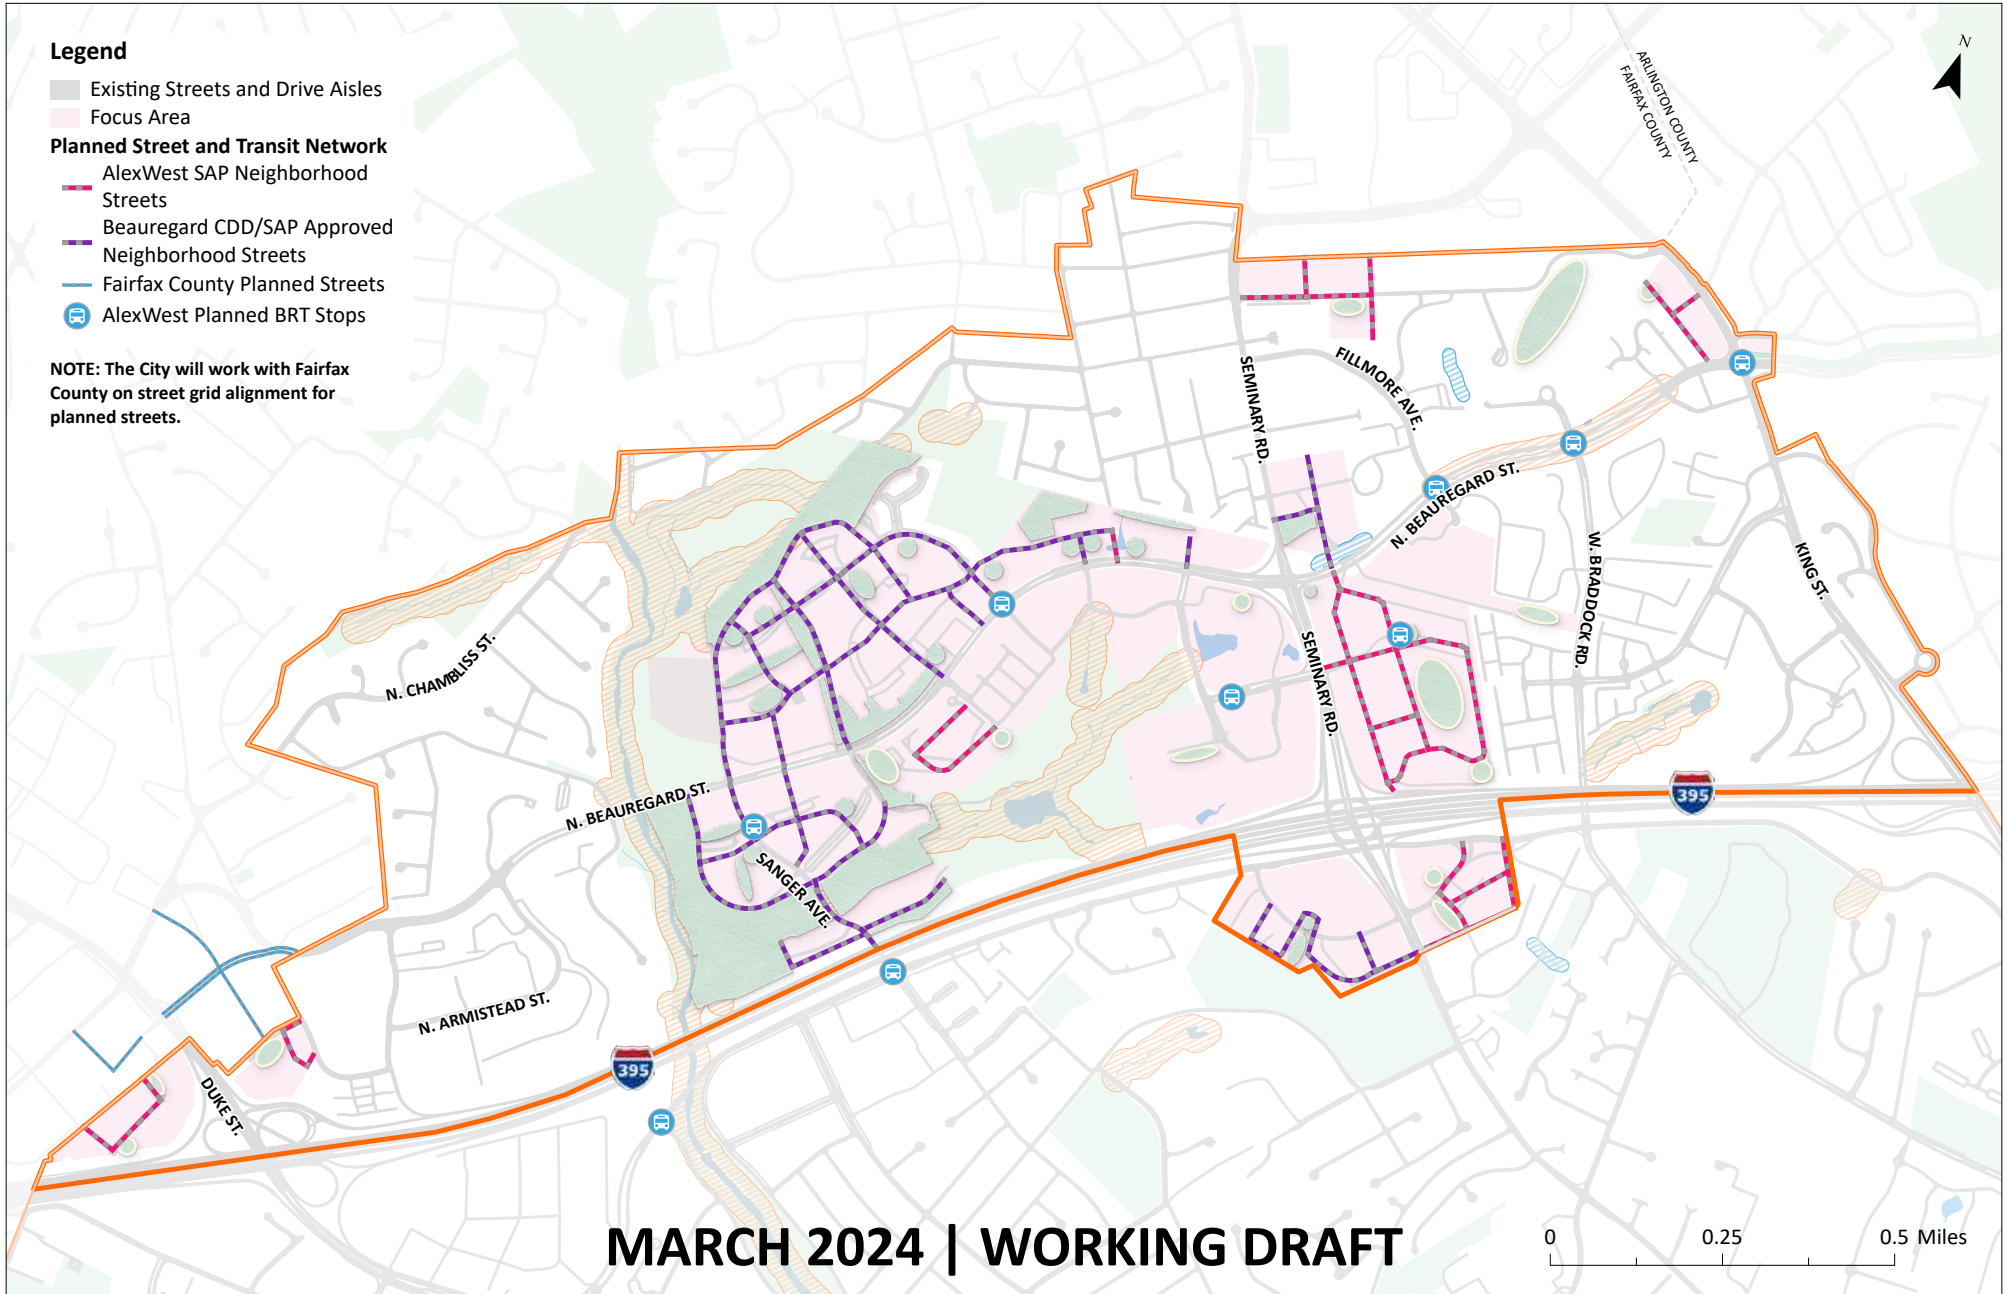 Legend
Existing Streets and Drive Aisles
Focus Area
Planned Street and Transit Network
AlexWest SAP Neighborhood
Streets
Beauregard CDD/SAP Approved
Neighborhood Streets
Fairfax County Planned Streets
AlexWest Planned BRT Stops
NOTE: The City will work with Fairfax
County on street grid alignment for
planned streets.
N
ARLINGTON COUNTY
FAIRFAX COUNTY
SEMINARY RD.
FILLMORE AVE.
N. BEAUREGARD ST.
W. BRADDOCK RD.
KING ST.
N. CHAMBLISS ST.
SEMINARY RD.
N. BEAUREGARD ST.
395
SANGER AVE.
N. ARMISTEAD ST.
395
DUKE ST.
MARCH 2024 | WORKING DRAFT
0 0.25 0.5 Miles